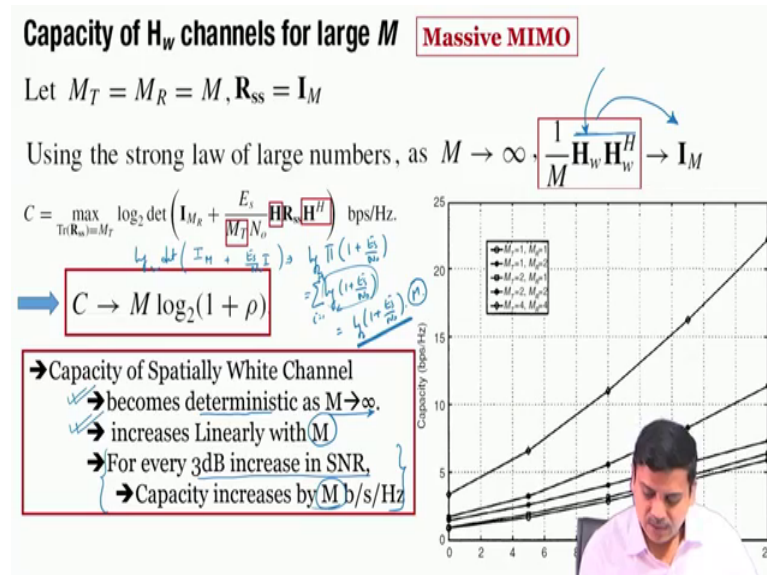 Capacity of H_w channels for large M
Massive MIMO
Let M_T = M_R = M, R_ss = I_M
Using the strong law of large numbers, as M → ∞, 1/M H_w H_w^H → I_M
C = max_{Tr(R_ss)=M_T} log_2 det ( I_{M_R} + E_s/(M_T N_o) H R_ss H^H ) bps/Hz.
C → M log_2(1 + ρ)
➔Capacity of Spatially White Channel
➔becomes deterministic as M→∞.
➔ increases Linearly with M
➔For every 3dB increase in SNR,
➔Capacity increases by M b/s/Hz
Capacity (bps/Hz)
25
20
15
10
5
0
M_T=1, M_R=1
M_T=1, M_R=2
M_T=2, M_R=1
M_T=2, M_R=2
M_T=4, M_R=4
0 2 4 6 8